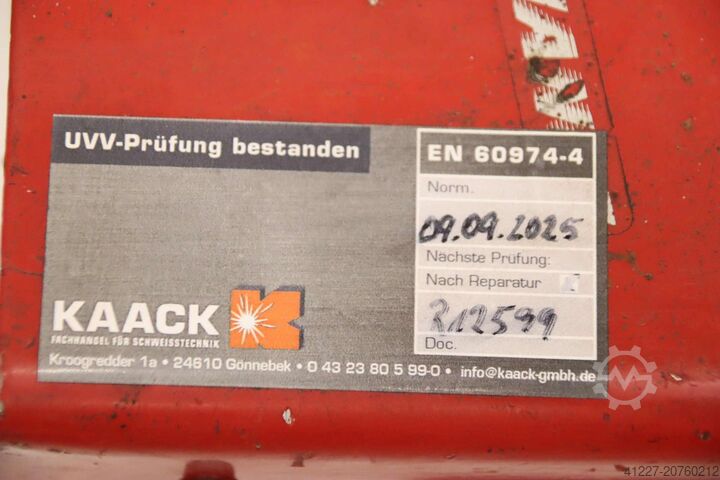 UVV-Prüfung bestanden
EN 60974-4
Norm.
09.09.2025
Nächste Prüfung:
Nach Reparatur
R12599
Doc.
KAACK
FACHHANDEL FÜR SCHWEISSTECHNIK
Kroogredder 1a • 24610 Gönnebek • 0 43 23 80 5 99-0 • info@kaack-gmbh.de
41227-20760212